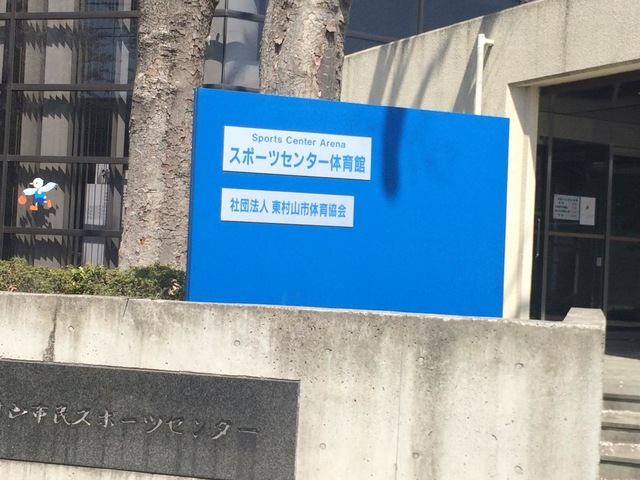 Sports Center Arena
スポーツセンター体育館
社団法人 東村山市体育協会
山市民スポーツセンター